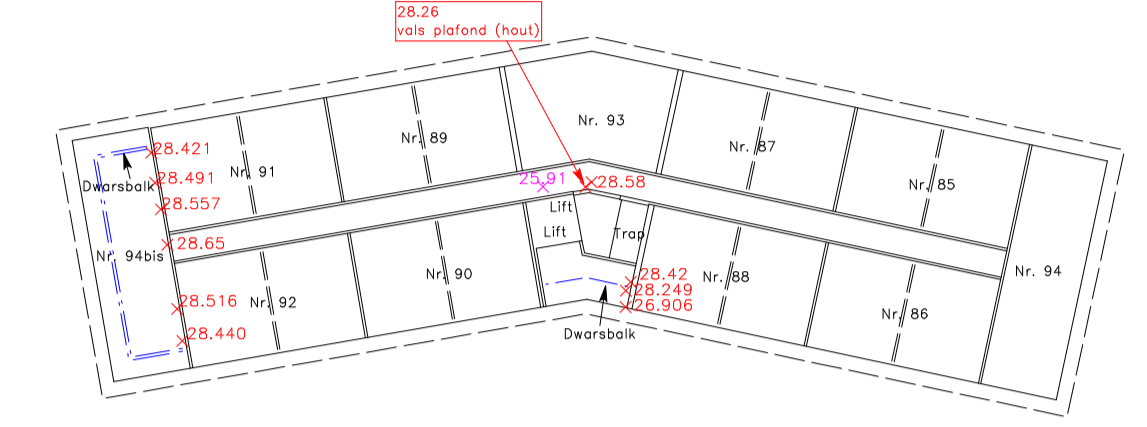 28.26
vals plafond (hout)
Nr. 93
Nr. 89
Nr. 87
28.421
Nr. 91
Dwarsbalk
28.491
25.91
28.58
Nr. 85
28.557
Lift
Lift
Trap
28.65
Nr. 94bis
Nr. 90
28.42
Nr. 88
Nr. 94
28.249
28.516
Nr. 92
26.906
Nr. 86
28.440
Dwarsbalk